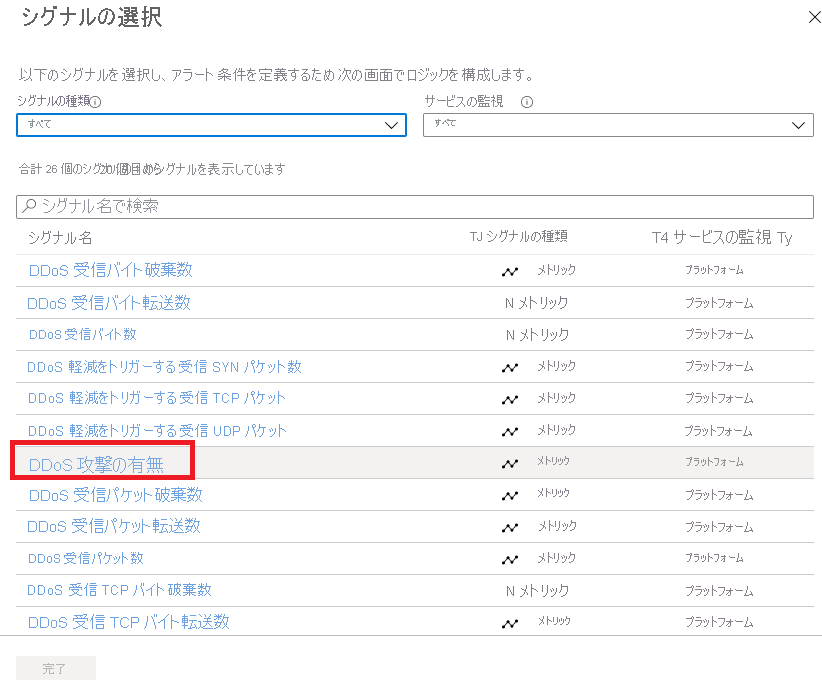 シグナルの選択
以下のシグナルを選択し、アラート条件を定義するため次の画面でロジックを構成します。
シグナルの種類 サービスの監視
すべて すべて
合計 26 個のシグナルを表示しています
シグナル名で検索
シグナル名 TJ シグナルの種類 T4 サービスの監視 Ty
DDoS 受信バイト破棄数 メトリック プラットフォーム
DDoS 受信バイト転送数 N メトリック プラットフォーム
DDoS 受信バイト数 N メトリック プラットフォーム
DDoS 軽減をトリガーする受信 SYN パケット数 メトリック プラットフォーム
DDoS 軽減をトリガーする受信 TCP パケット メトリック プラットフォーム
DDoS 軽減をトリガーする受信 UDP パケット メトリック プラットフォーム
DDoS 攻撃の有無 メトリック プラットフォーム
DDoS 受信パケット破棄数 メトリック プラットフォーム
DDoS 受信パケット転送数 メトリック プラットフォーム
DDoS 受信パケット数 メトリック プラットフォーム
DDoS 受信 TCP バイト破棄数 N メトリック プラットフォーム
DDoS 受信 TCP バイト転送数 メトリック プラットフォーム
完了